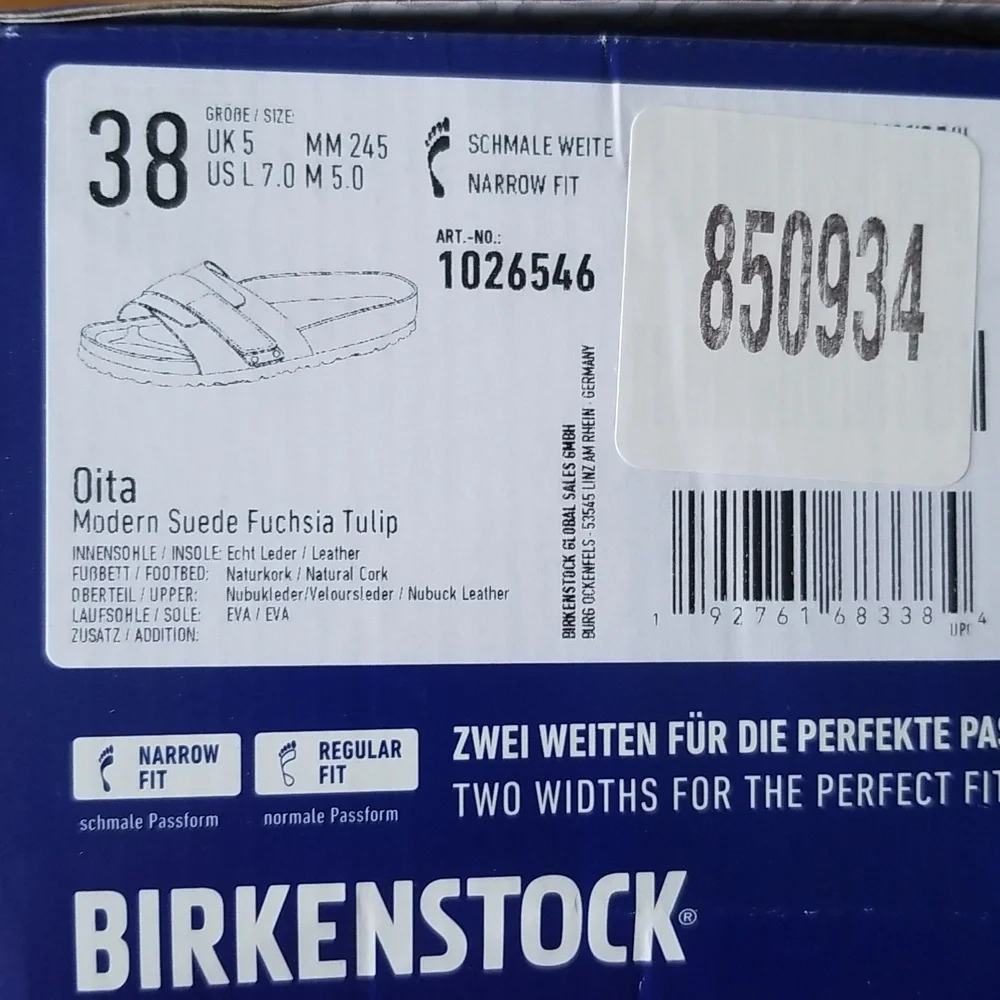 38
GRÖßE / SIZE:
UK 5 MM 245
US L 7.0 M 5.0
SCHMALE WEITE
NARROW FIT
ART.-NO.:
1026546
850934
Oita
Modern Suede Fuchsia Tulip
INNENSOHLE / INSOLE: Echt Leder / Leather
FUßBETT / FOOTBED: Naturkork / Natural Cork
OBERTEIL / UPPER: Nubukleder/Veloursleder / Nubuck Leather
LAUFSOHLE / SOLE: EVA / EVA
ZUSATZ / ADDITION:
BIRKENSTOCK GLOBAL SALES GMBH
BURG OCKENFELS - 53545 LINZ AM RHEIN - GERMANY
1 92761 68338 4
UPC
NARROW
FIT
schmale Passform
REGULAR
FIT
normale Passform
ZWEI WEITEN FÜR DIE PERFEKTE PAS
TWO WIDTHS FOR THE PERFECT FIT
BIRKENSTOCK®